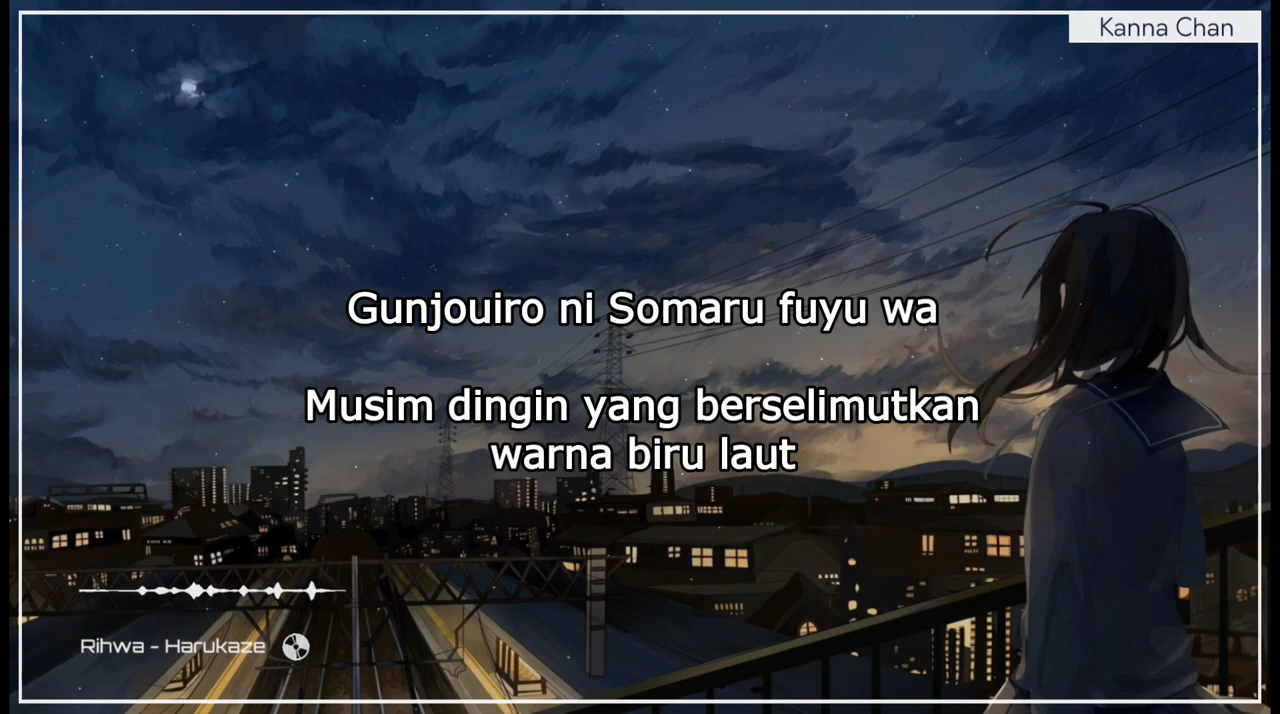 Kanna Chan
Gunjouiro ni Somaru fuyu wa
Musim dingin yang berselimutkan
warna biru laut
Rihwa - Harukaze